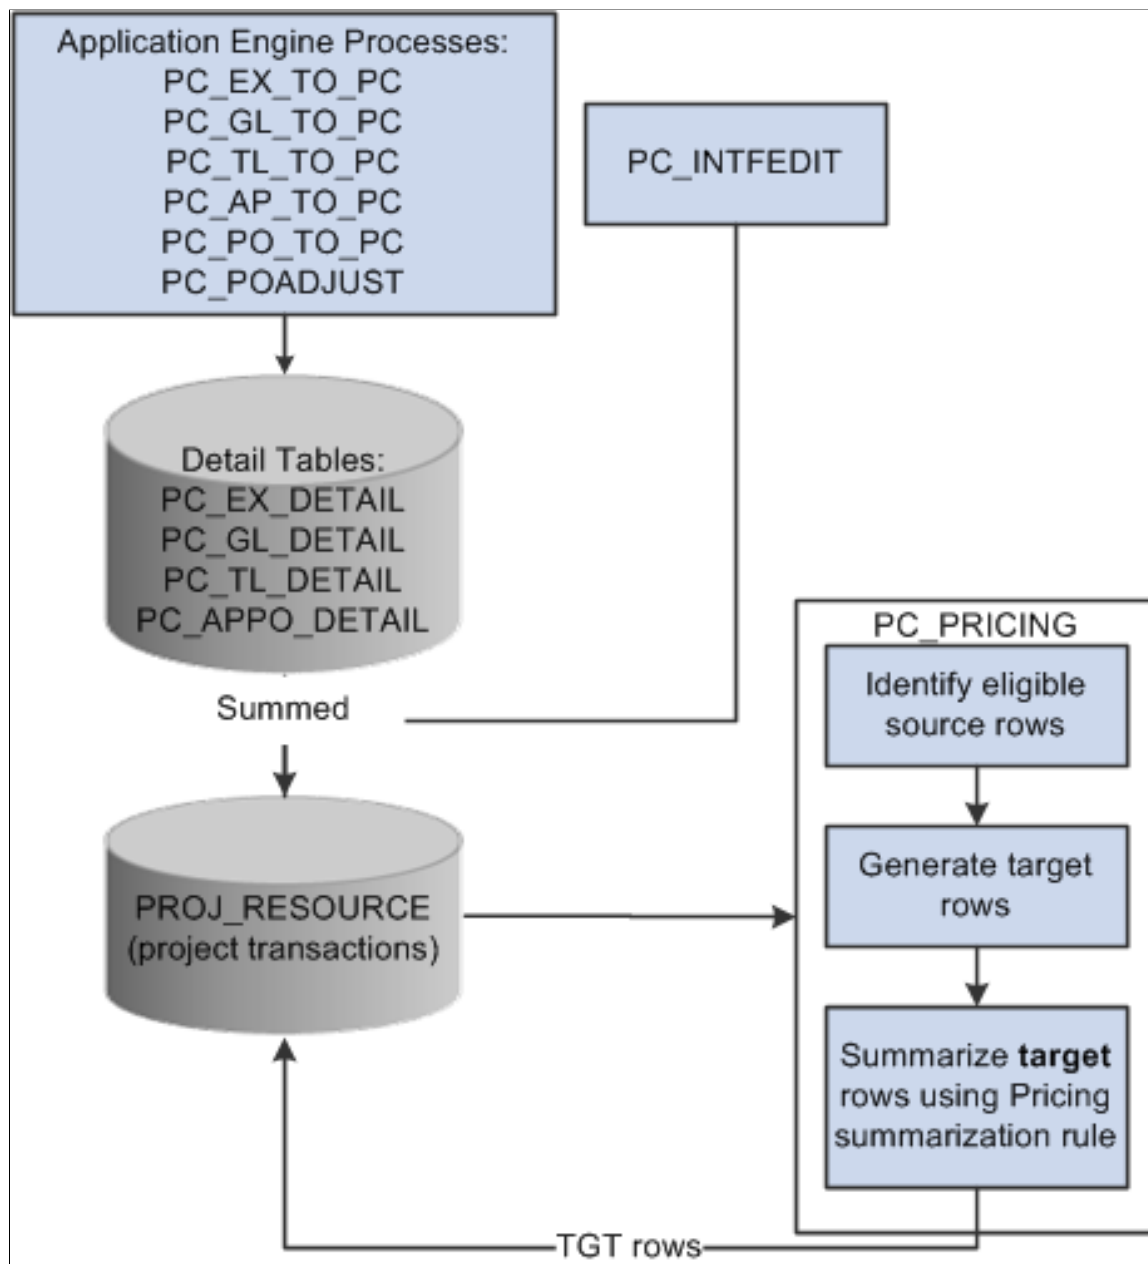 Application Engine Processes:
PC_EX_TO_PC
PC_GL_TO_PC
PC_TL_TO_PC
PC_AP_TO_PC
PC_PO_TO_PC
PC_POADJUST
PC_INTFEDIT
Detail Tables:
PC_EX_DETAIL
PC_GL_DETAIL
PC_TL_DETAIL
PC_APPO_DETAIL
Summed
PROJ_RESOURCE
(project transactions)
PC_PRICING
Identify eligible
source rows
Generate target
rows
Summarize target
rows using Pricing
summarization rule
TGT rows